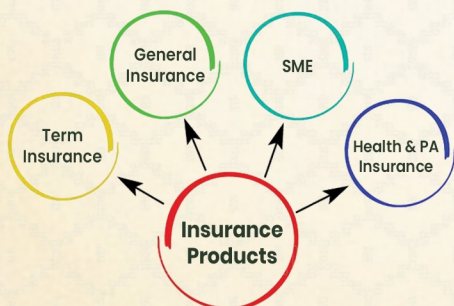 General
Insurance
SME
Term
Insurance
Health & PA
Insurance
Insurance
Products